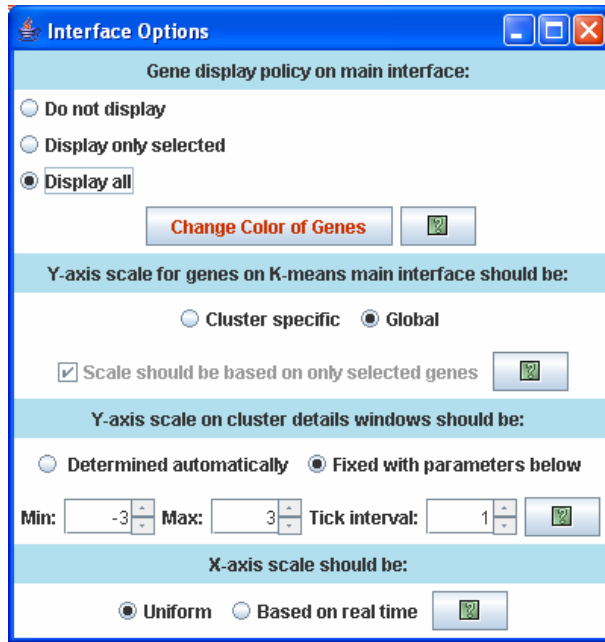 Interface Options
Gene display policy on main interface:
Do not display
Display only selected
Display all
Change Color of Genes ?
Y-axis scale for genes on K-means main interface should be:
Cluster specific Global
Scale should be based on only selected genes ?
Y-axis scale on cluster details windows should be:
Determined automatically Fixed with parameters below
Min: -3 Max: 3 Tick interval: 1 ?
X-axis scale should be:
Uniform Based on real time ?